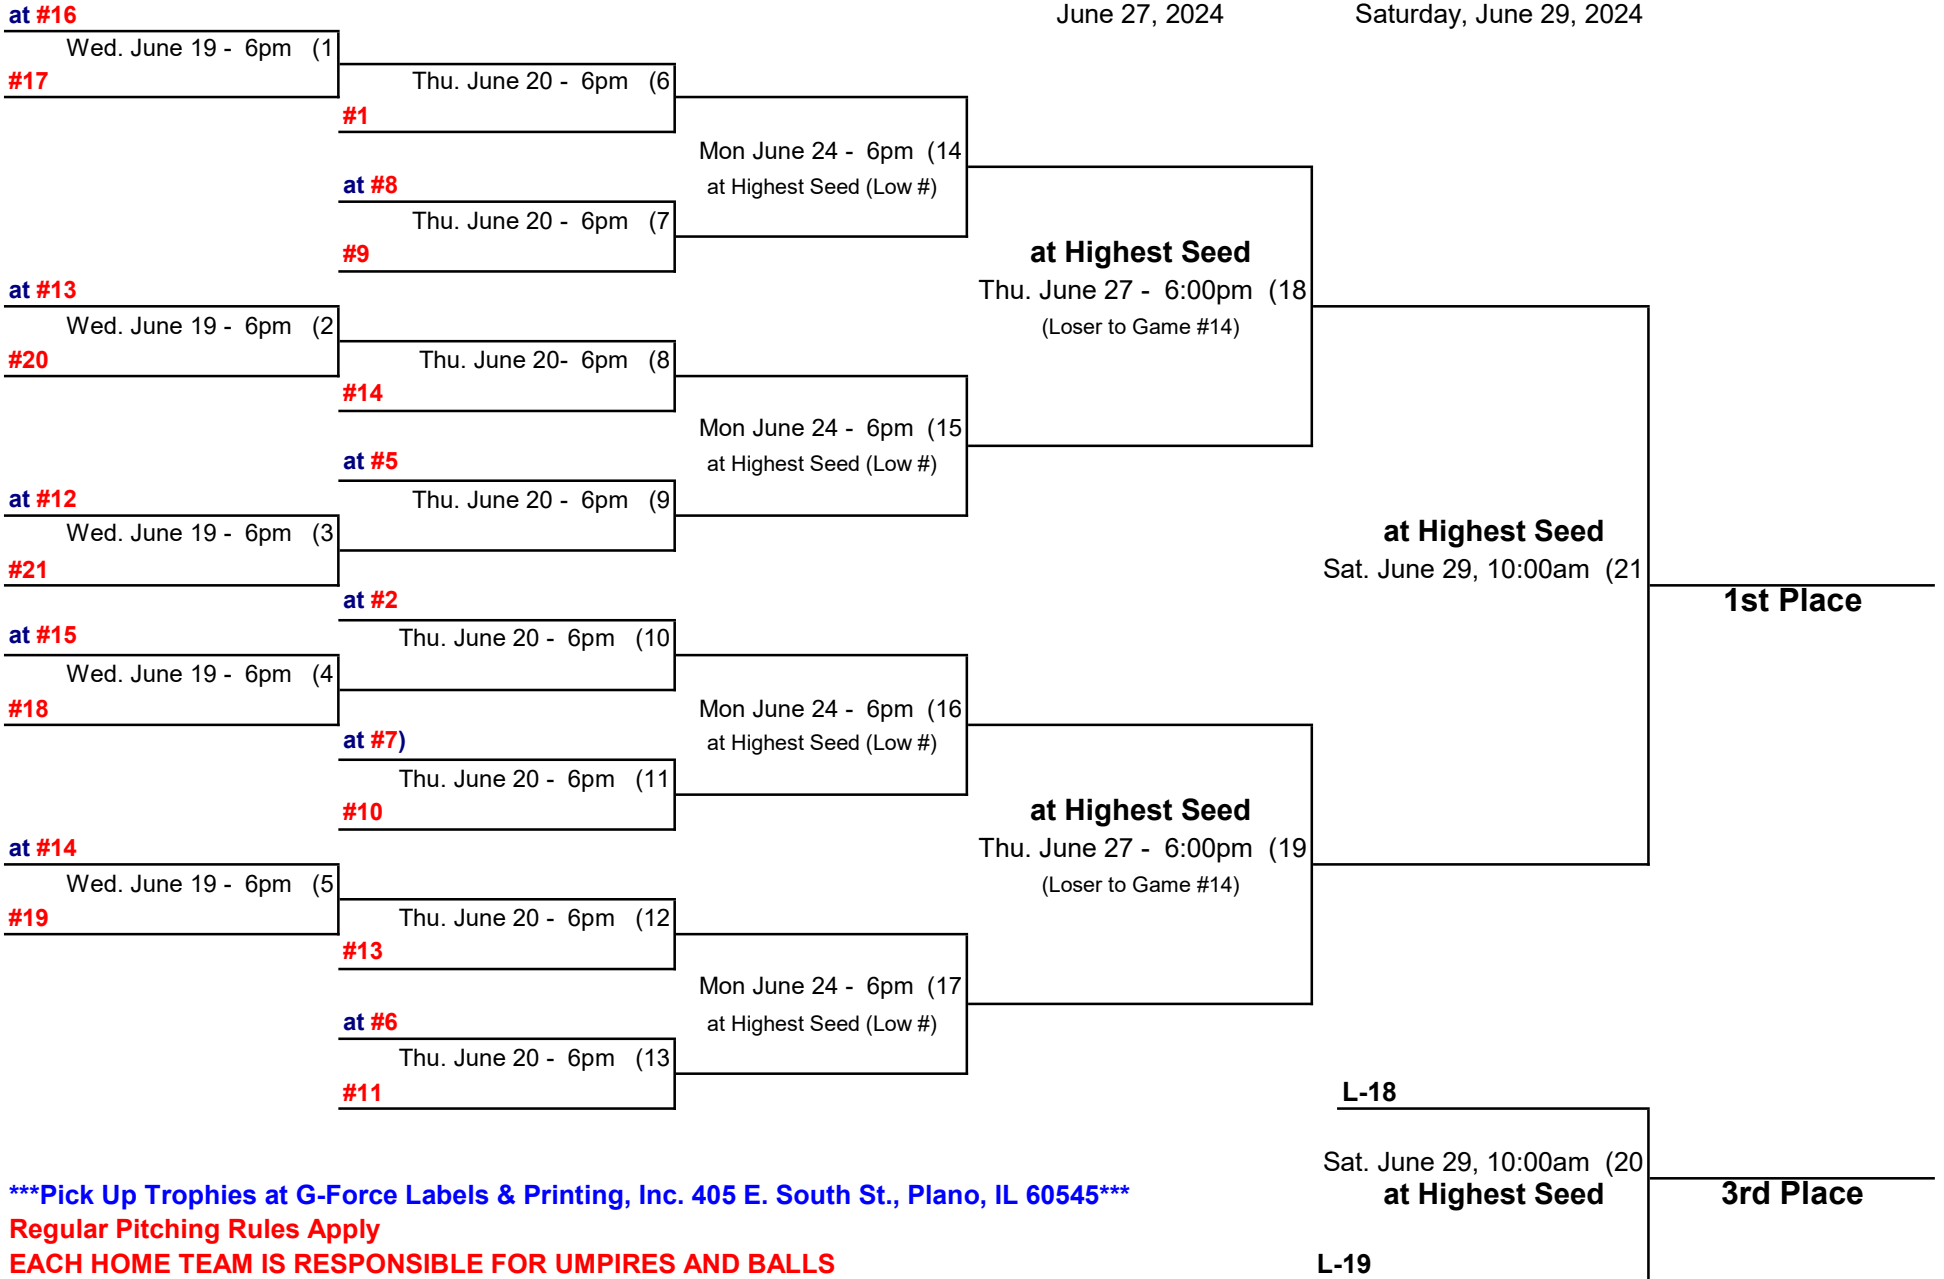 at #16
June 27, 2024
Saturday, June 29, 2024
Wed. June 19 - 6pm (1
#17
Thu. June 20 - 6pm (6
#1
Mon June 24 - 6pm (14
at Highest Seed (Low #)
at #8
Thu. June 20 - 6pm (7
#9
at Highest Seed
Thu. June 27 - 6:00pm (18
(Loser to Game #14)
at #13
Wed. June 19 - 6pm (2
#20
Thu. June 20- 6pm (8
#14
Mon June 24 - 6pm (15
at Highest Seed (Low #)
at #5
Thu. June 20 - 6pm (9
at #12
Wed. June 19 - 6pm (3
#21
at Highest Seed
Sat. June 29, 10:00am (21
1st Place
at #2
Thu. June 20 - 6pm (10
at #15
Wed. June 19 - 6pm (4
#18
Mon June 24 - 6pm (16
at Highest Seed (Low #)
at #7)
Thu. June 20 - 6pm (11
#10
at Highest Seed
Thu. June 27 - 6:00pm (19
(Loser to Game #14)
at #14
Wed. June 19 - 6pm (5
#19
Thu. June 20 - 6pm (12
#13
Mon June 24 - 6pm (17
at Highest Seed (Low #)
at #6
Thu. June 20 - 6pm (13
#11
L-18
Sat. June 29, 10:00am (20
at Highest Seed
3rd Place
L-19
***Pick Up Trophies at G-Force Labels & Printing, Inc. 405 E. South St., Plano, IL 60545***
Regular Pitching Rules Apply
EACH HOME TEAM IS RESPONSIBLE FOR UMPIRES AND BALLS